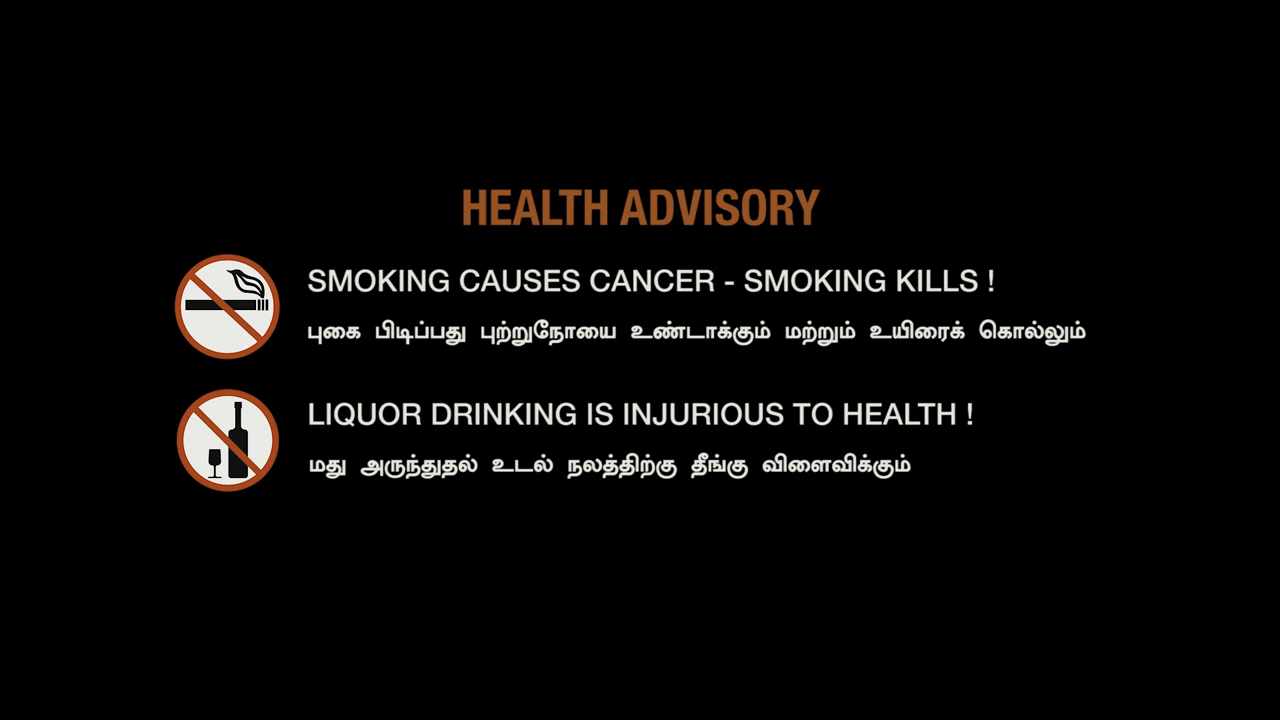 HEALTH ADVISORY
SMOKING CAUSES CANCER - SMOKING KILLS !
புகை பிடிப்பது புற்றுநோயை உண்டாக்கும் மற்றும் உயிரைக் கொல்லும்
LIQUOR DRINKING IS INJURIOUS TO HEALTH !
மது அருந்துதல் உடல் நலத்திற்கு தீங்கு விளைவிக்கும்